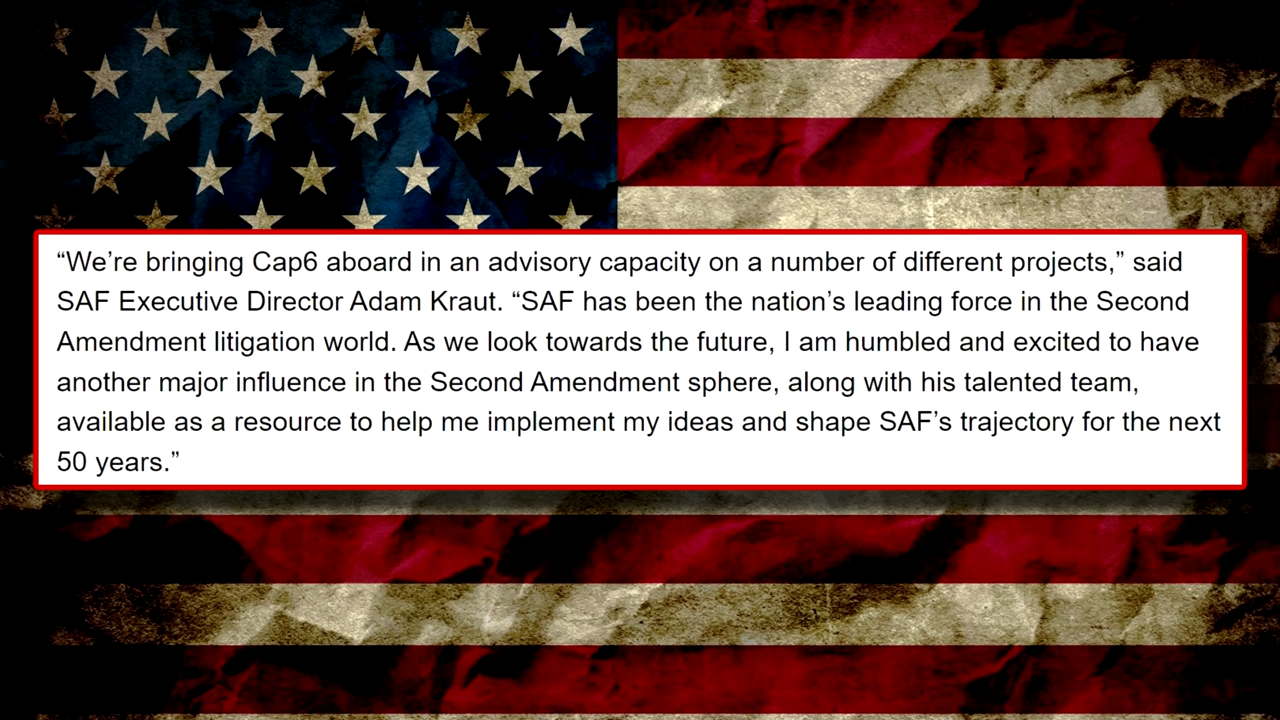 “We’re bringing Cap6 aboard in an advisory capacity on a number of different projects,” said
SAF Executive Director Adam Kraut. “SAF has been the nation’s leading force in the Second
Amendment litigation world. As we look towards the future, I am humbled and excited to have
another major influence in the Second Amendment sphere, along with his talented team,
available as a resource to help me implement my ideas and shape SAF’s trajectory for the next
50 years.”